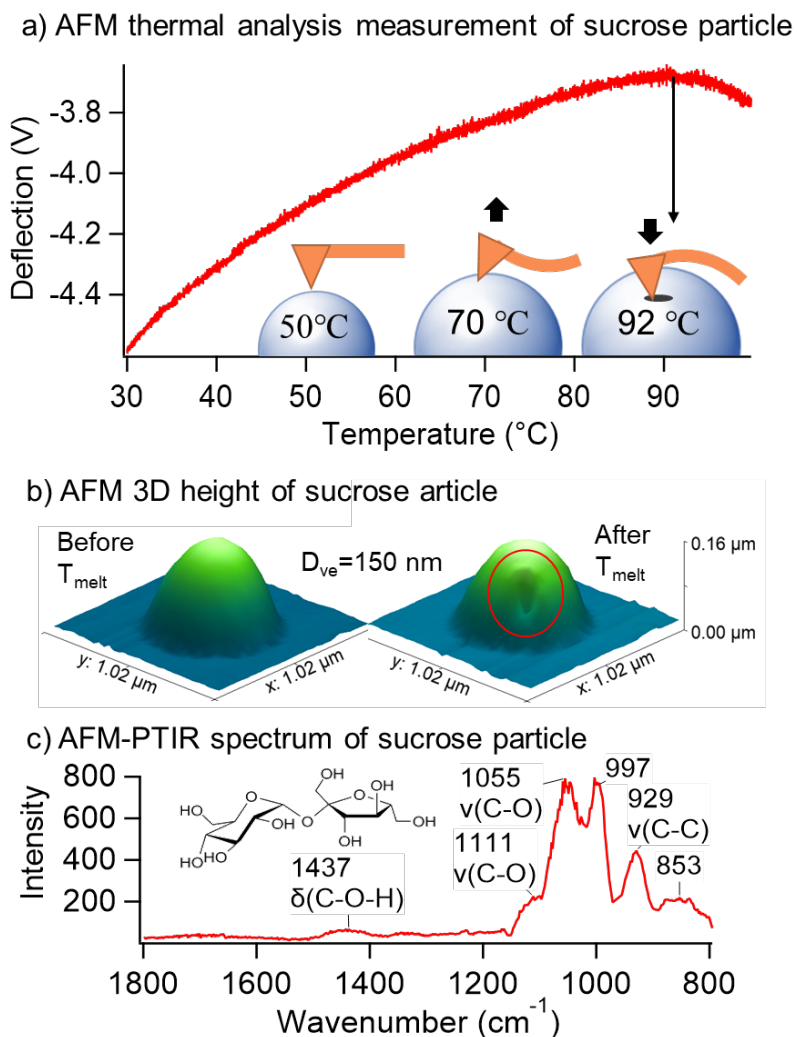 a) AFM thermal analysis measurement of sucrose particle
Deflection (V)
-3.8
-4.0
-4.2
-4.4
50℃
70 ℃
92 ℃
30 40 50 60 70 80 90
Temperature (°C)
b) AFM 3D height of sucrose article
Before
T melt
D ve=150 nm
After
T melt
0.16 µm
0.00 µm
y: 1.02 µm
x: 1.02 µm
y: 1.02 µm
x: 1.02 µm
c) AFM-PTIR spectrum of sucrose particle
Intensity
800
600
400
200
OH
HO
O
HO
HO
OH
O
OH
O
OH
OH
OH
1437
δ(C-O-H)
1055
ν(C-O)
1111
ν(C-O)
997
929
ν(C-C)
853
1800 1600 1400 1200 1000 800
Wavenumber (cm-1)